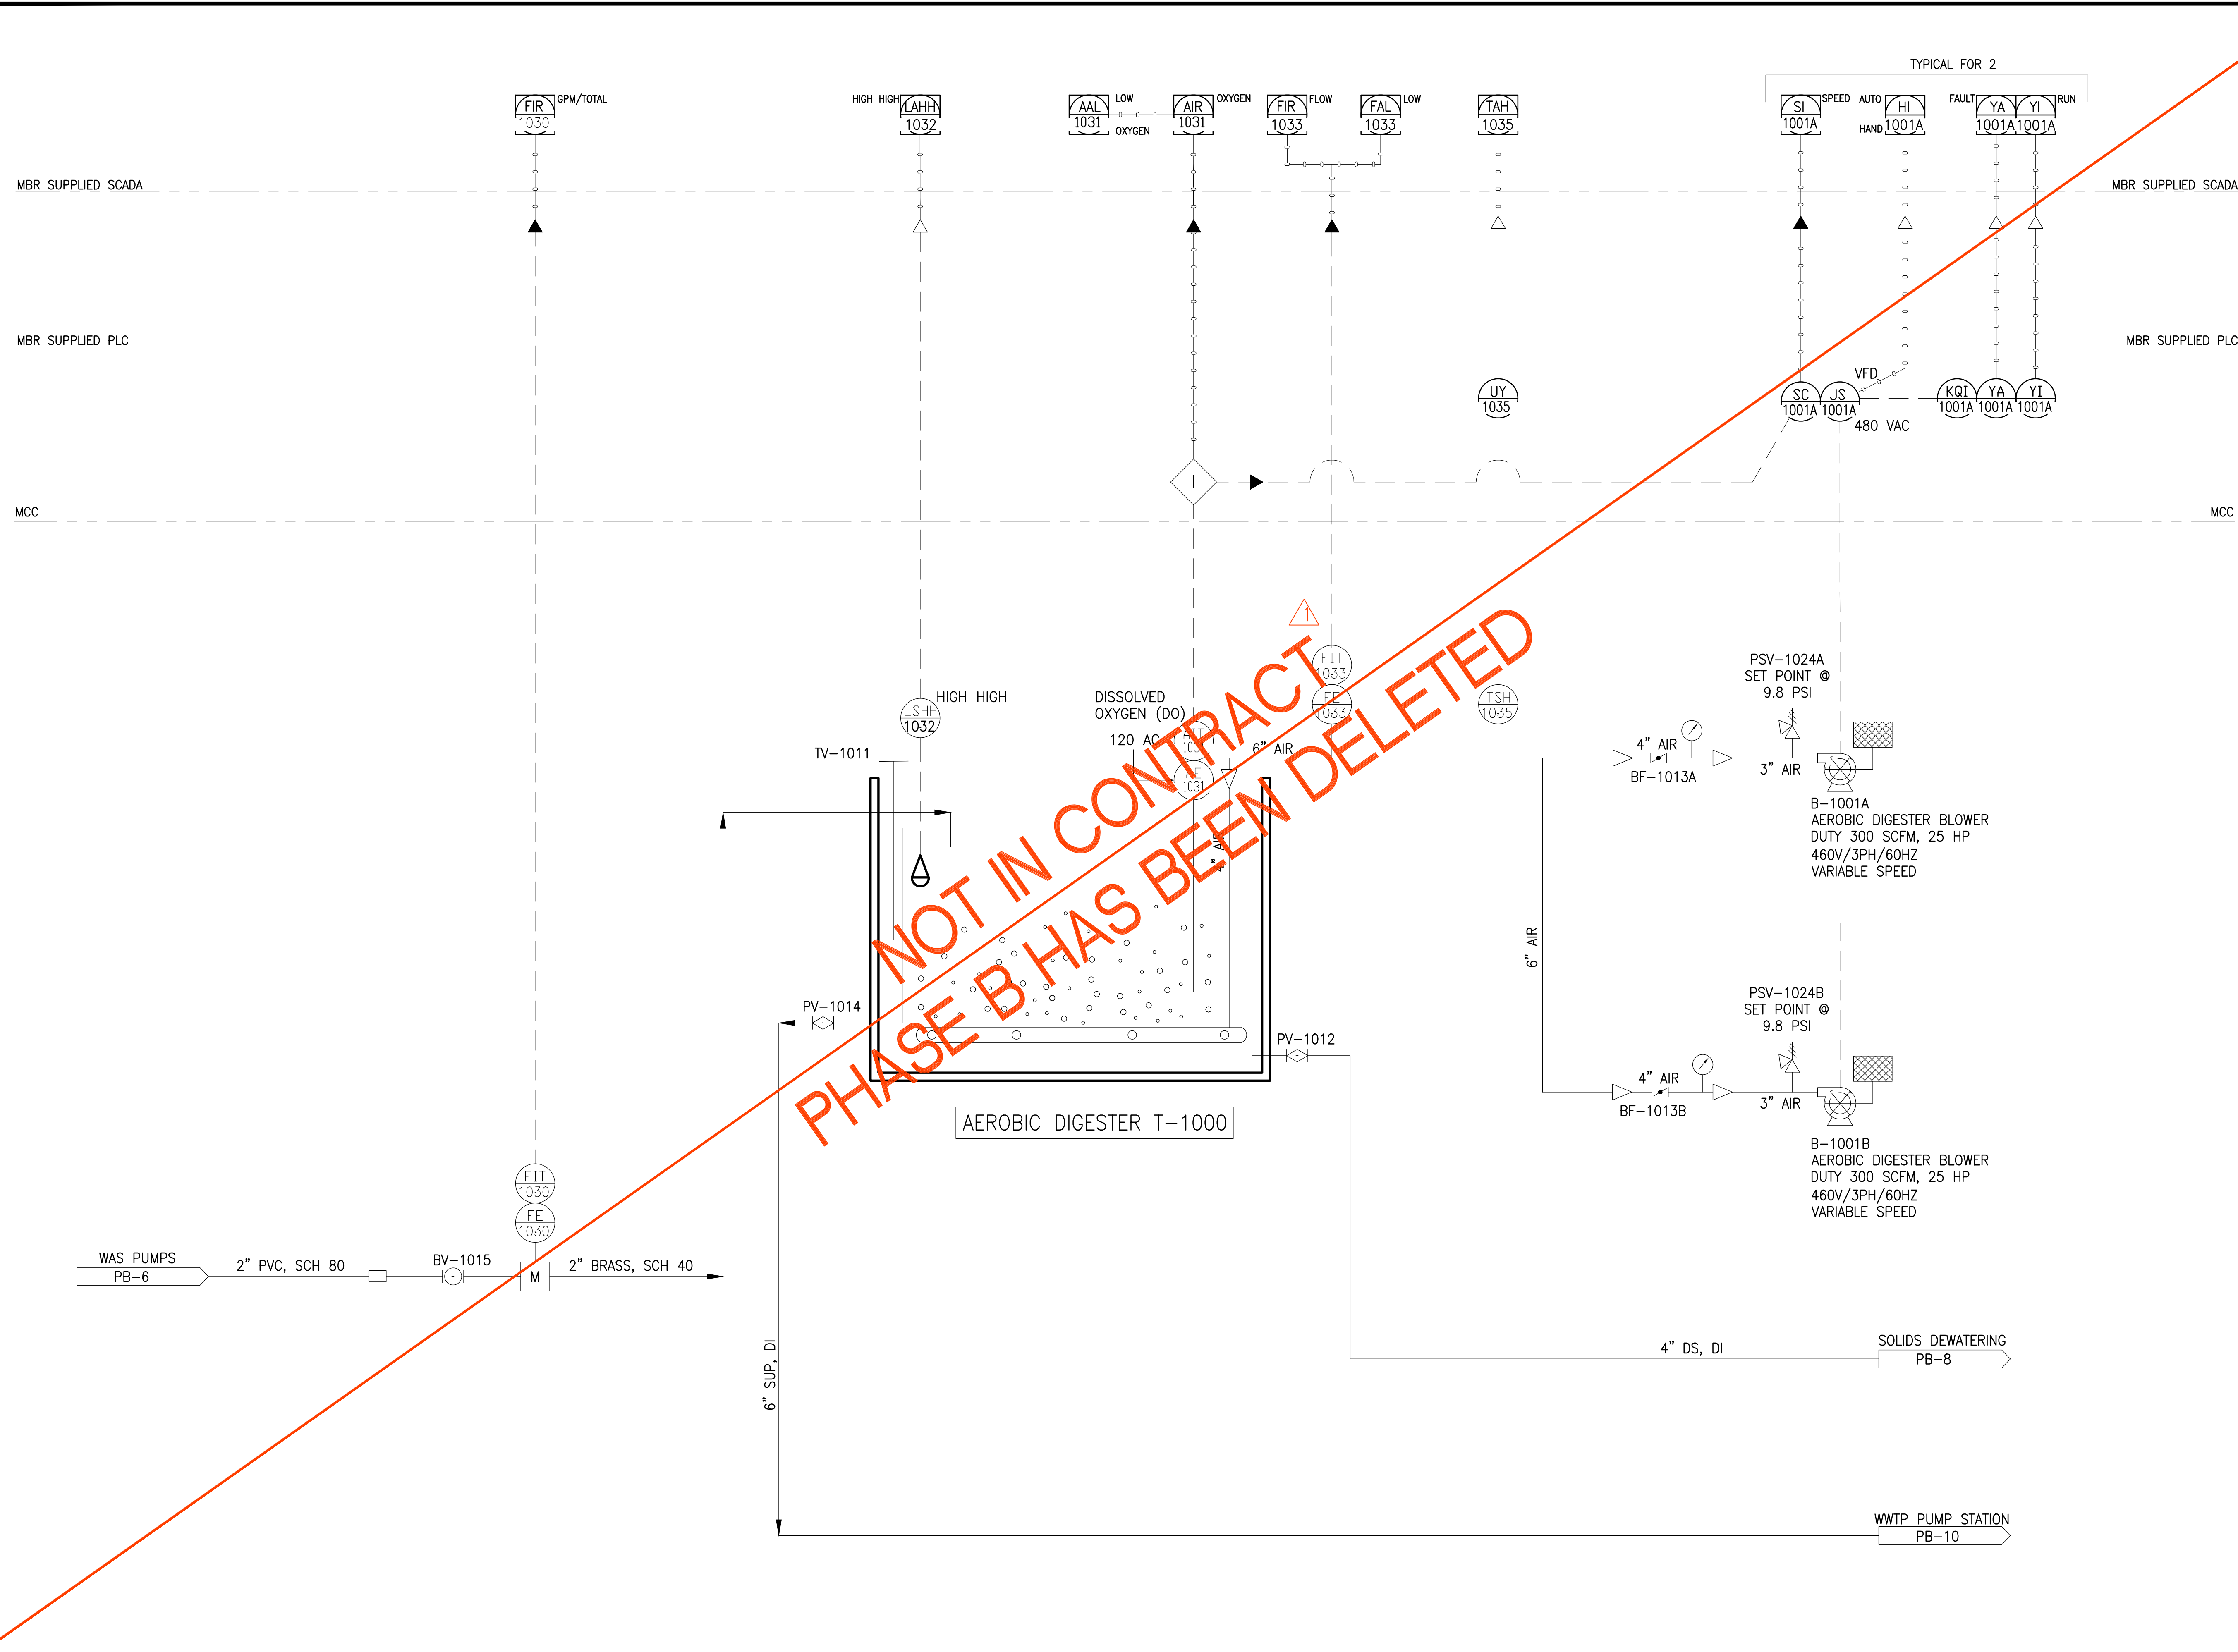 TYPICAL FOR 2
FIR
1030
GPM/TOTAL
HIGH HIGH
LAHH
1032
AAL
1031
LOW
OXYGEN
AIR
1031
OXYGEN
FIR
1033
FLOW
FAL
1033
LOW
TAH
1035
SI
1001A
SPEED
AUTO
HAND
HI
1001A
FAULT
YA
1001A
YI
1001A
RUN
MBR SUPPLIED SCADA
MBR SUPPLIED SCADA
MBR SUPPLIED PLC
MBR SUPPLIED PLC
UY
1035
VFD
SC
1001A
JS
1001A
480 VAC
KQI
1001A
YA
1001A
YI
1001A
I
MCC
MCC
1
FIT
1033
FE
1033
TSH
1035
LSHH
1032
HIGH HIGH
DISSOLVED
OXYGEN (DO)
120 AC
AIT
1031
AE
1031
TV-1011
6" AIR
4" AIR
PSV-1024A
SET POINT @
9.8 PSI
4" AIR
BF-1013A
3" AIR
B-1001A
AEROBIC DIGESTER BLOWER
DUTY 300 SCFM, 25 HP
460V/3PH/60HZ
VARIABLE SPEED
NOT IN CONTRACT
PHASE B HAS BEEN DELETED
6" AIR
PSV-1024B
SET POINT @
9.8 PSI
4" AIR
BF-1013B
3" AIR
B-1001B
AEROBIC DIGESTER BLOWER
DUTY 300 SCFM, 25 HP
460V/3PH/60HZ
VARIABLE SPEED
PV-1014
PV-1012
AEROBIC DIGESTER T-1000
FIT
1030
FE
1030
WAS PUMPS
PB-6
2" PVC, SCH 80
BV-1015
M
2" BRASS, SCH 40
6" SUP, DI
4" DS, DI
SOLIDS DEWATERING
PB-8
WWTP PUMP STATION
PB-10